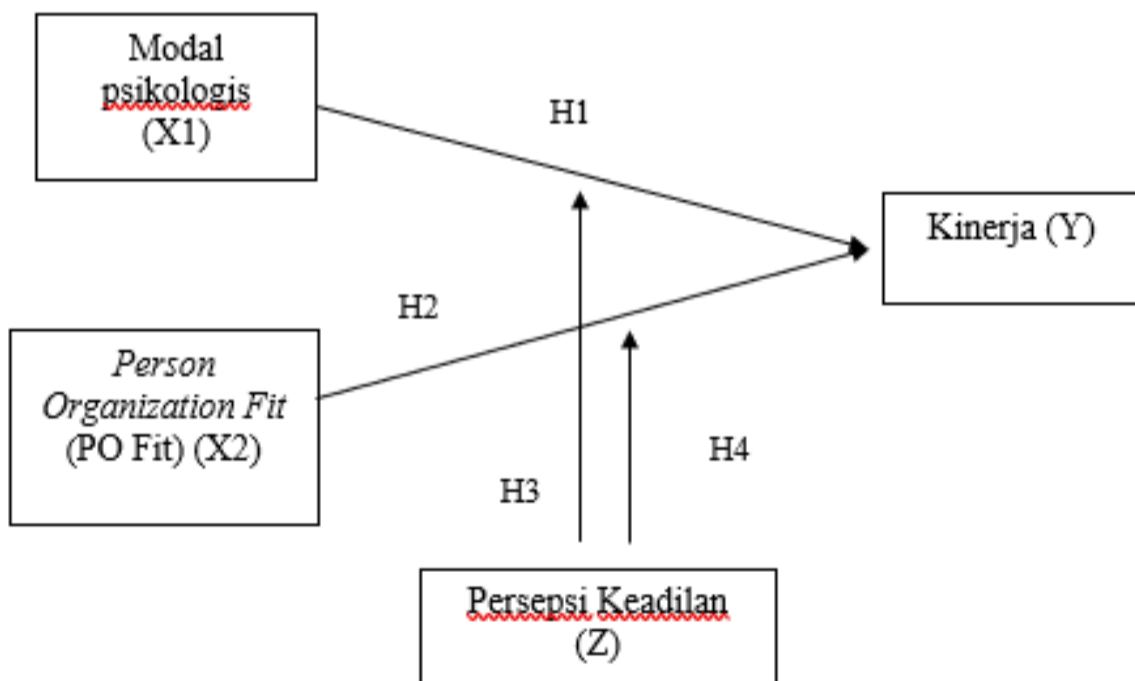 Modal
psikologis
(X1)
H1
Kinerja (Y)
H2
Person
Organization Fit
(PO Fit) (X2)
H4
H3
Persepsi Keadilan
(Z)